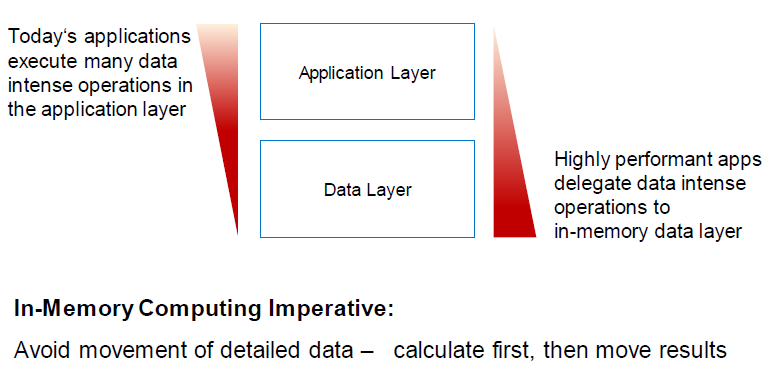 Today‘s applications
execute many data
intense operations in
the application layer
Application Layer
Data Layer
Highly performant apps
delegate data intense
operations to
in-memory data layer
In-Memory Computing Imperative:
Avoid movement of detailed data – calculate first, then move results